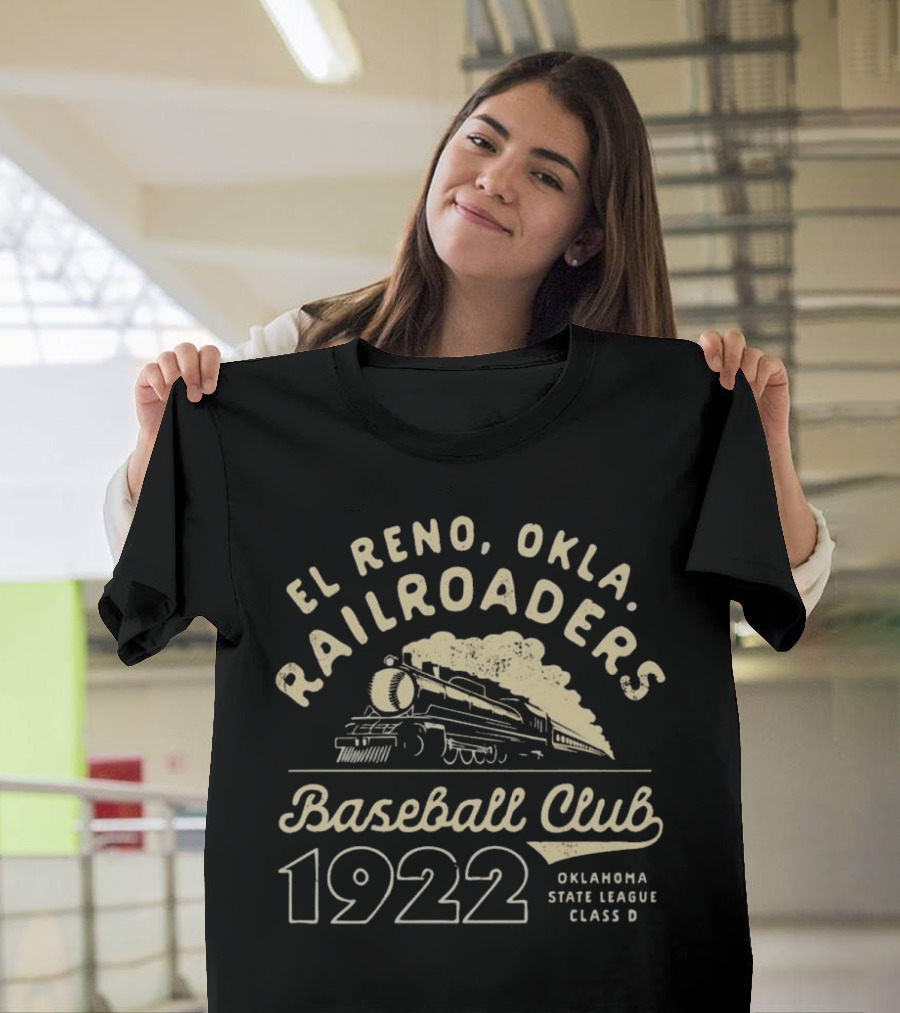 EL RENO, OKLA.
RAILROADERS
Baseball Club
1922
OKLAHOMA
STATE LEAGUE
CLASS D